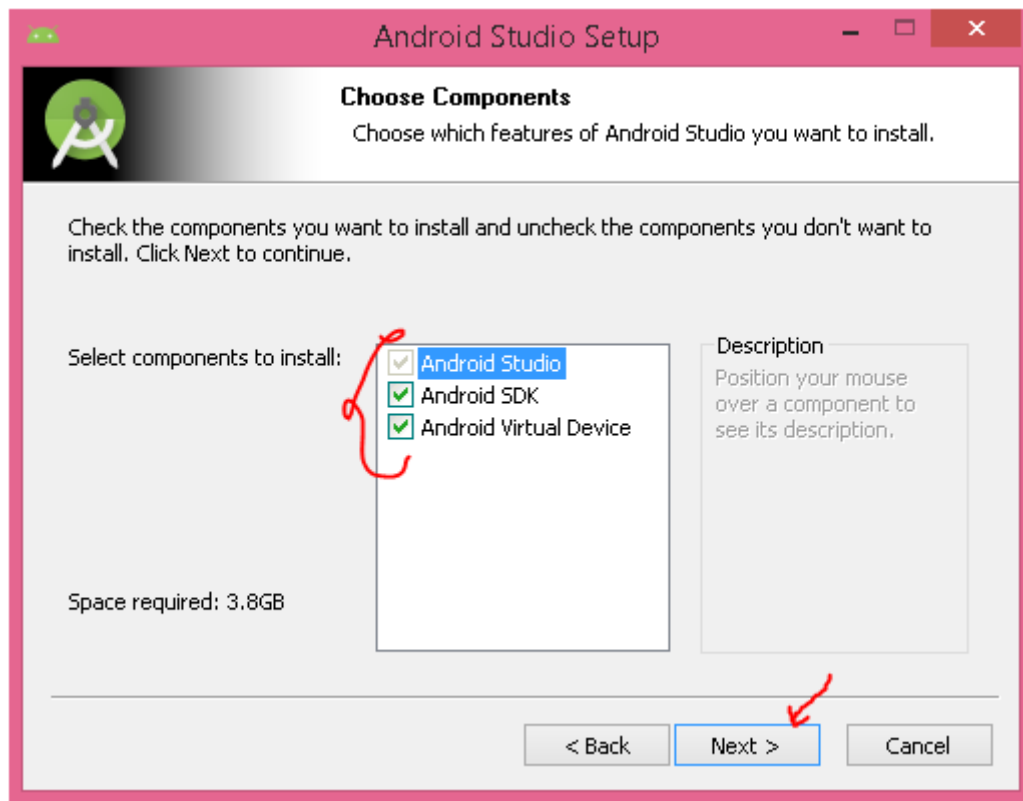 Android Studio Setup
Choose Components
Choose which features of Android Studio you want to install.
Check the components you want to install and uncheck the components you don't want to
install. Click Next to continue.
Select components to install:
Android Studio
Android SDK
Android Virtual Device
Description
Position your mouse
over a component to
see its description.
Space required: 3.8GB
< Back
Next >
Cancel